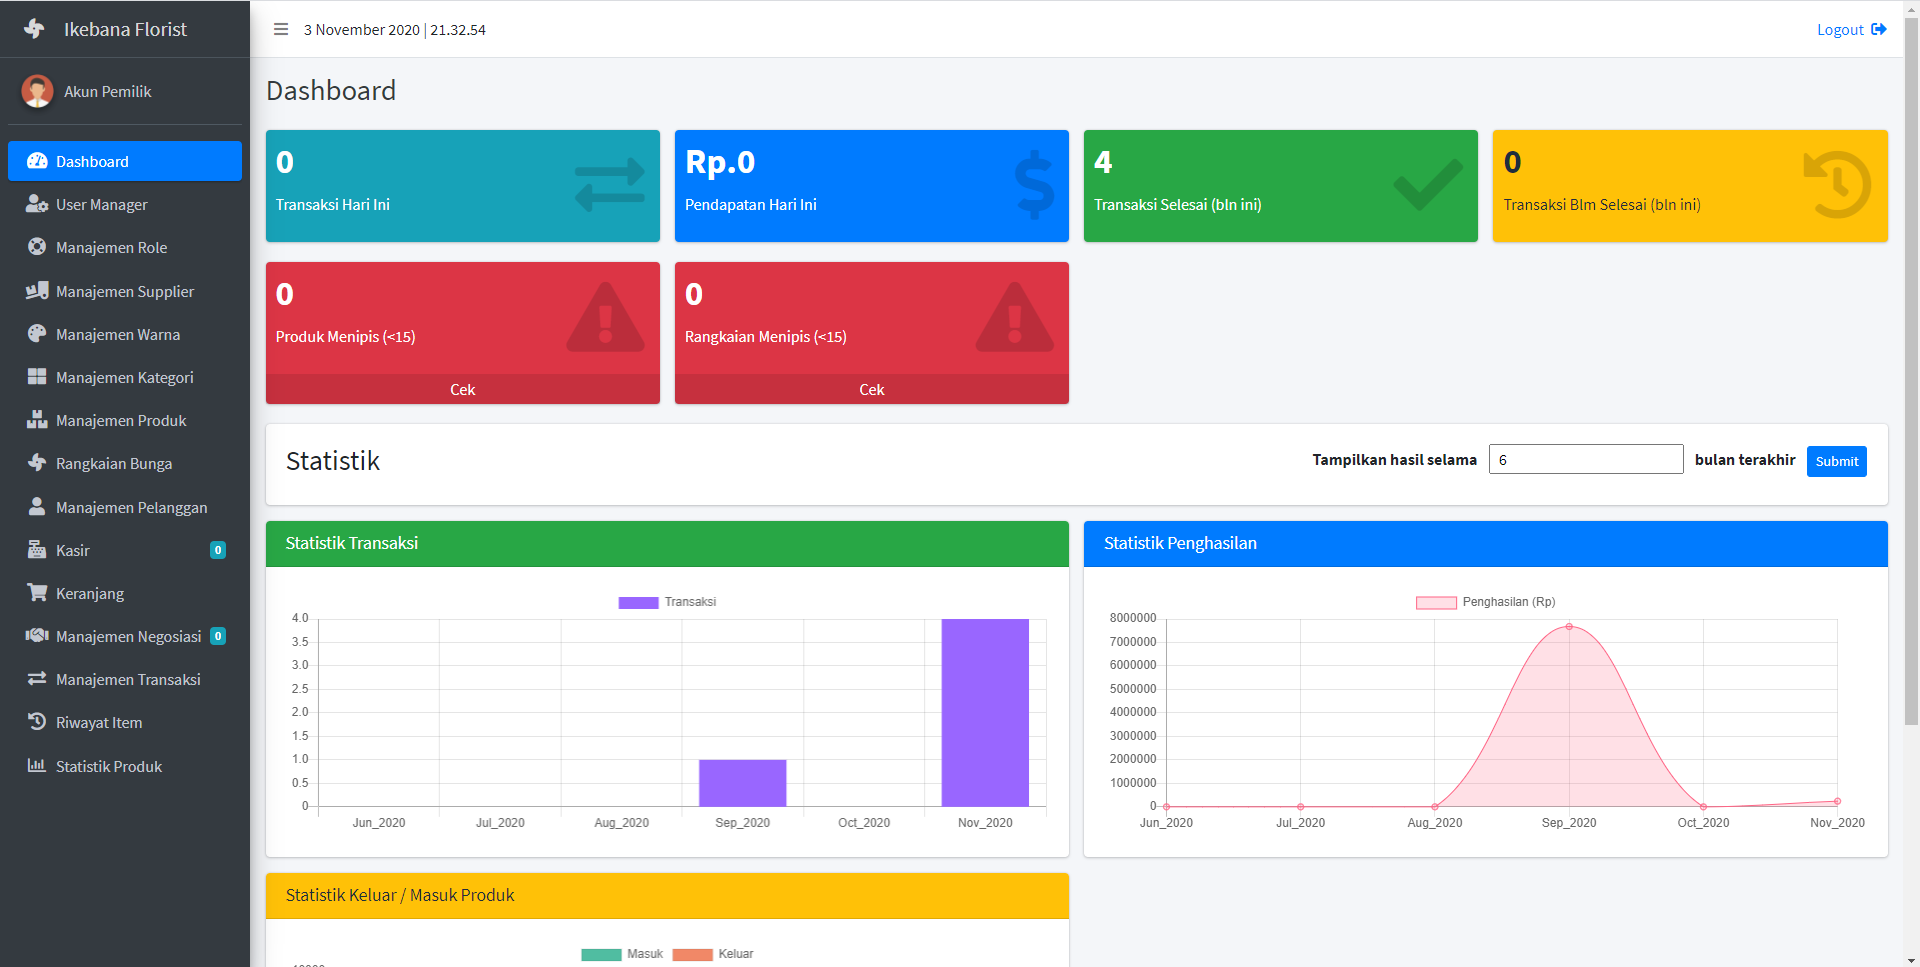 Ikebana Florist
3 November 2020 | 21.32.54
Logout
Akun Pemilik
Dashboard
User Manager
Manajemen Role
Manajemen Supplier
Manajemen Warna
Manajemen Kategori
Manajemen Produk
Rangkaian Bunga
Manajemen Pelanggan
Kasir 0
Keranjang
Manajemen Negosiasi 0
Manajemen Transaksi
Riwayat Item
Statistik Produk
Dashboard
0
Transaksi Hari Ini
Rp.0
Pendapatan Hari Ini
4
Transaksi Selesai (bln ini)
0
Transaksi Blm Selesai (bln ini)
0
Produk Menipis (<15)
Cek
0
Rangkaian Menipis (<15)
Cek
Statistik
Tampilkan hasil selama 6 bulan terakhir Submit
Statistik Transaksi
Transaksi
4.0
3.5
3.0
2.5
2.0
1.5
1.0
0.5
0
Jun_2020 Jul_2020 Aug_2020 Sep_2020 Oct_2020 Nov_2020
Statistik Penghasilan
Penghasilan (Rp)
8000000
7000000
6000000
5000000
4000000
3000000
2000000
1000000
0
Jun_2020 Jul_2020 Aug_2020 Sep_2020 Oct_2020 Nov_2020
Statistik Keluar / Masuk Produk
Masuk Keluar